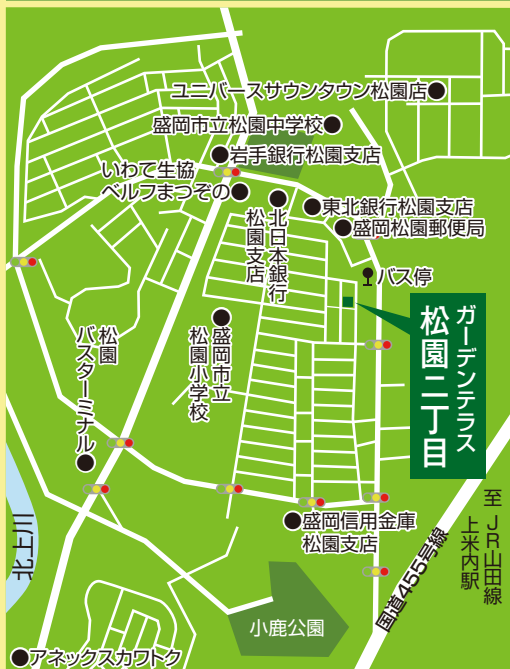 ユニバースサウンタウン松園店
盛岡市立松園中学校
岩手銀行松園支店
いわて生協
ベルフまつぞの
東北銀行松園支店
盛岡松園郵便局
北日本銀行
松園支店
バス停
ガーデンテラス
松園二丁目
盛岡市立
松園小学校
松園
バスターミナル
盛岡信用金庫
松園支店
至 JR山田線
上米内駅
国道455号線
北上川
小鹿公園
アネックスカワトク